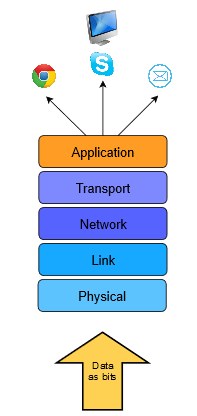 S
Application
Transport
Network
Link
Physical
Data
as bits